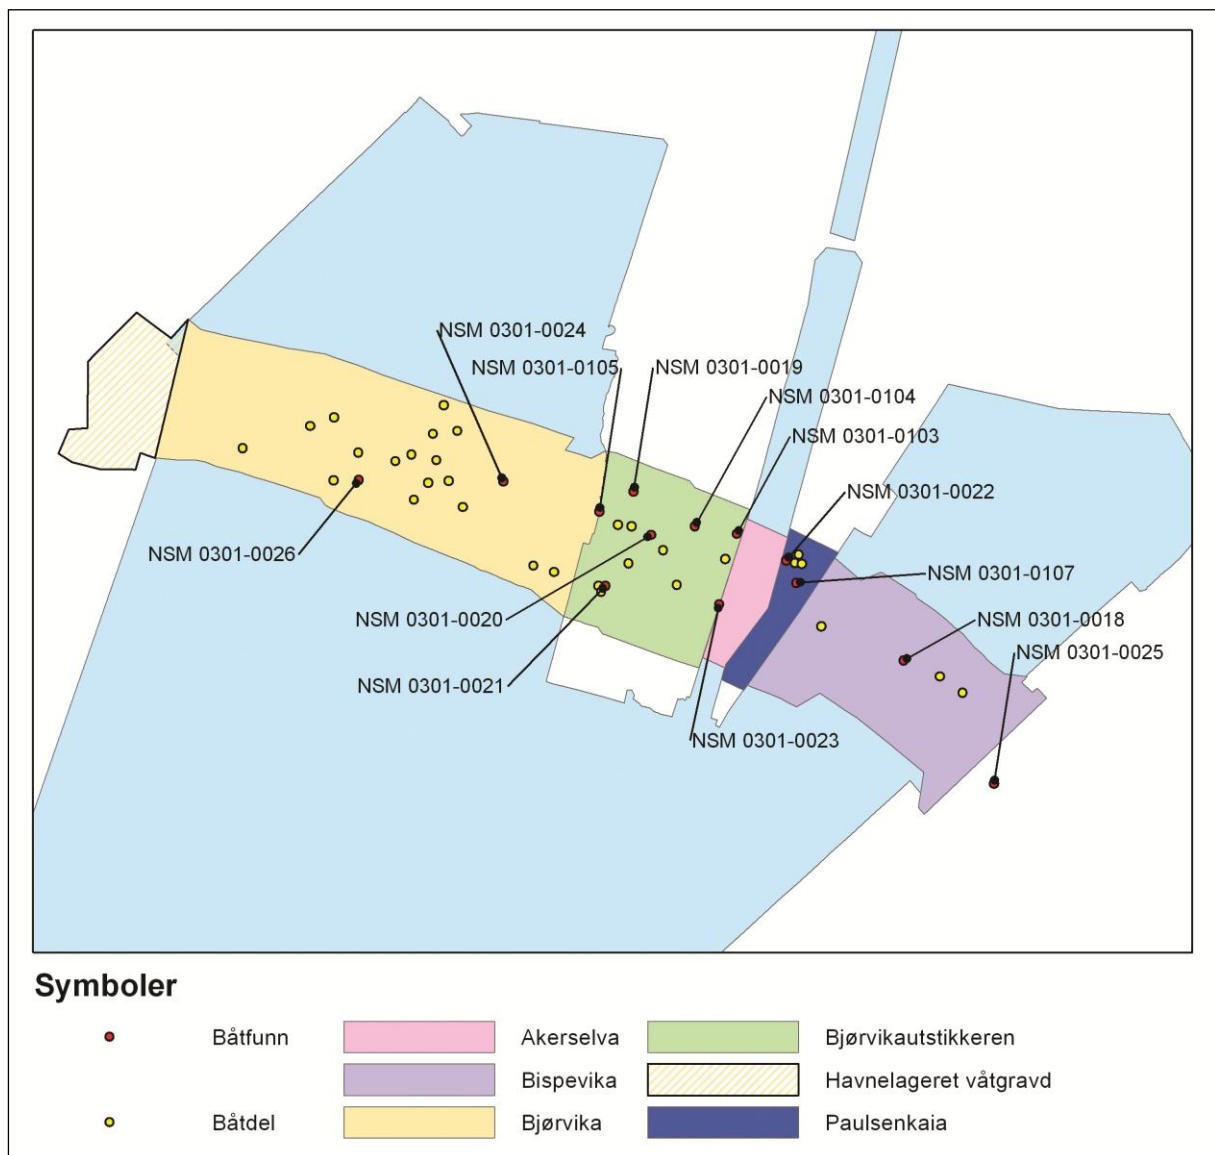 NSM 0301-0024
NSM 0301-0105
NSM 0301-0019
NSM 0301-0104
NSM 0301-0103
NSM 0301-0022
NSM 0301-0026
NSM 0301-0107
NSM 0301-0020
NSM 0301-0018
NSM 0301-0025
NSM 0301-0021
NSM 0301-0023
Symboler
Båtfunn
Akerselva
Bjørvikautstikkeren
Bispevika
Havnelageret våtgravd
Båtdel
Bjørvika
Paulsenkaia